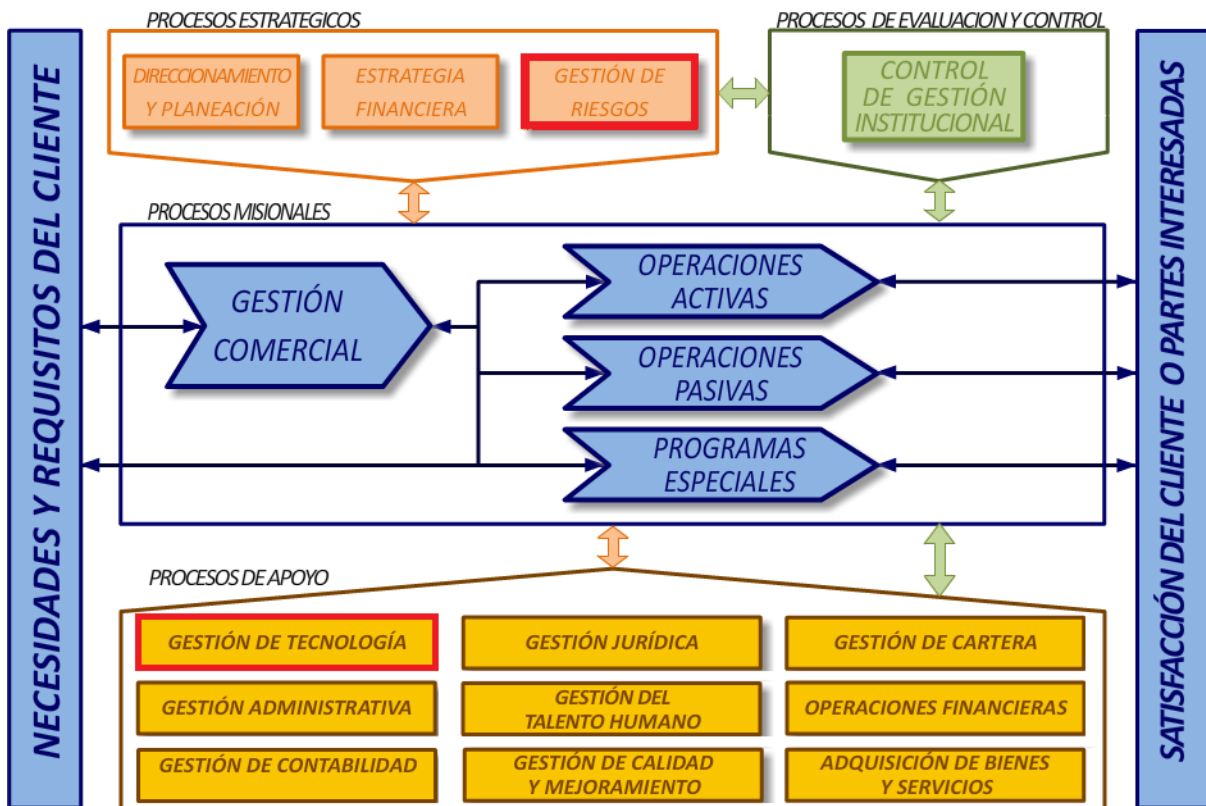 PROCESOS ESTRATEGICOS
PROCESOS DE EVALUACION Y CONTROL
NECESIDADES Y REQUISITOS DEL CLIENTE
DIRECCIONAMIENTO
Y PLANEACIÓN
ESTRATEGIA
FINANCIERA
GESTIÓN DE
RIESGOS
CONTROL
DE GESTIÓN
INSTITUCIONAL
SATISFACCIÓN DEL CLIENTE O PARTES INTERESADAS
PROCESOS MISIONALES
GESTIÓN
COMERCIAL
OPERACIONES
ACTIVAS
OPERACIONES
PASIVAS
PROGRAMAS
ESPECIALES
PROCESOS DE APOYO
GESTIÓN DE TECNOLOGÍA
GESTIÓN JURÍDICA
GESTIÓN DE CARTERA
GESTIÓN ADMINISTRATIVA
GESTIÓN DEL
TALENTO HUMANO
OPERACIONES FINANCIERAS
GESTIÓN DE CONTABILIDAD
GESTIÓN DE CALIDAD
Y MEJORAMIENTO
ADQUISICIÓN DE BIENES
Y SERVICIOS